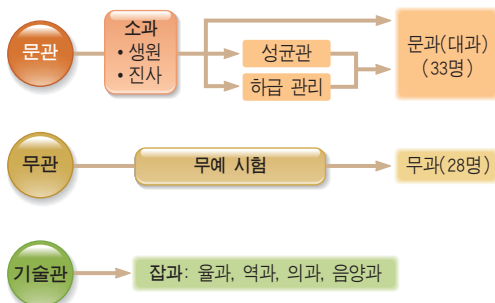 문관
소과
• 생원
• 진사
성균관
하급 관리
문과(대과)
(33명)
무관
무예 시험
무과(28명)
기술관
잡과: 율과, 역과, 의과, 음양과